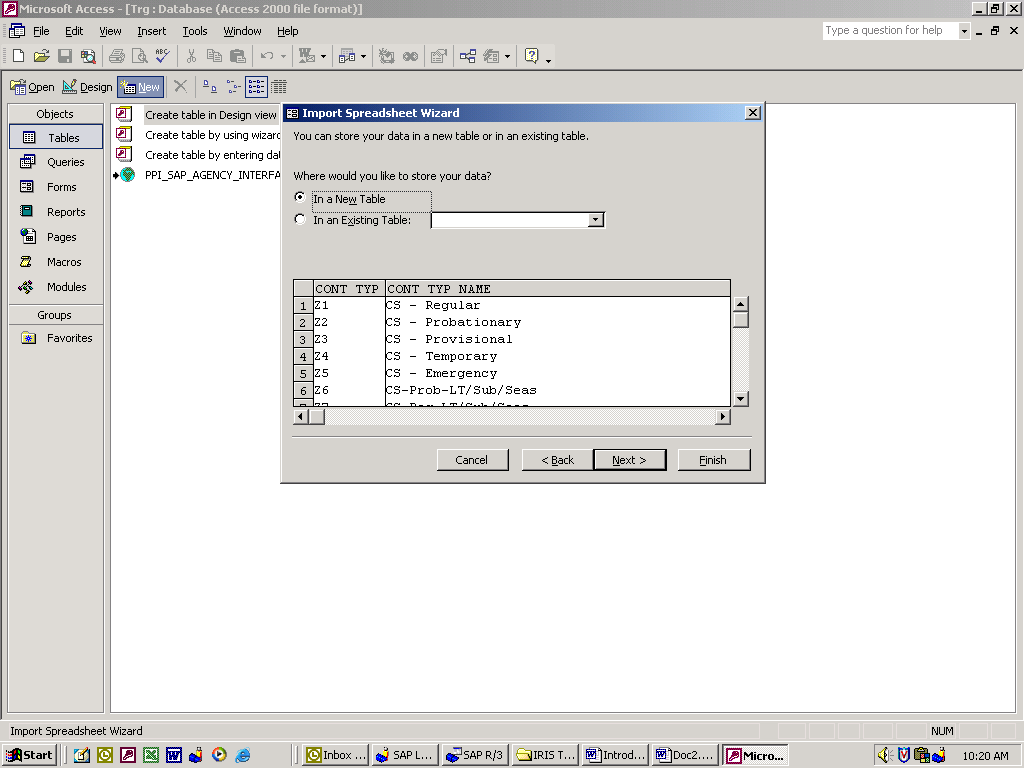 Microsoft Access - [Trg : Database (Access 2000 file format)]
File Edit View Insert Tools Window Help
Type a question for help
Open Design New
Objects
Tables
Queries
Forms
Reports
Pages
Macros
Modules
Groups
Favorites
Create table in Design view
Create table by using wizard
Create table by entering dat
PPI_SAP_AGENCY_INTERFA
Import Spreadsheet Wizard
You can store your data in a new table or in an existing table.
Where would you like to store your data?
In a New Table
In an Existing Table:
CONT TYP CONT TYP NAME
1 Z1 CS - Regular
2 Z2 CS - Probationary
3 Z3 CS - Provisional
4 Z4 CS - Temporary
5 Z5 CS - Emergency
6 Z6 CS-Prob-LT/Sub/Seas
Cancel < Back Next > Finish
Import Spreadsheet Wizard
NUM
Start Inbox ... SAP L... SAP R/3 IRIS T... Introd... Doc2.... Micro... 10:20 AM